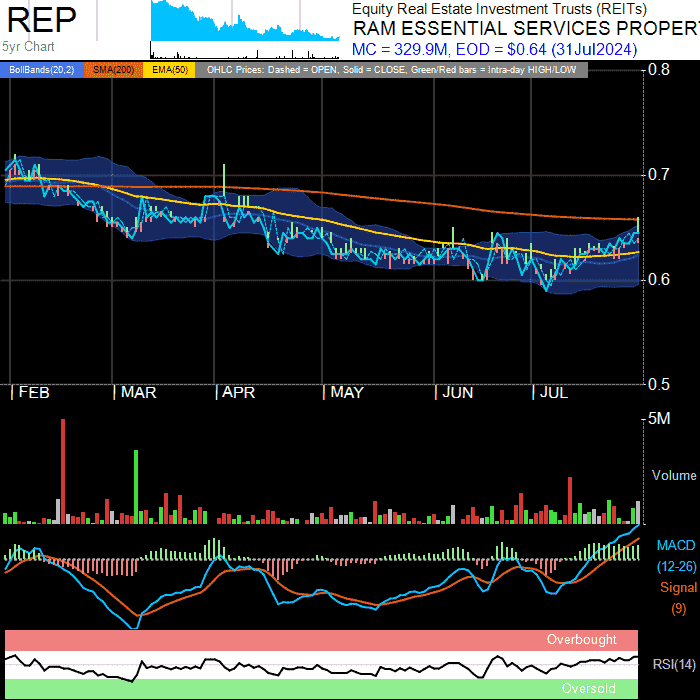 REP
5yr Chart
Equity Real Estate Investment Trusts (REITs)
RAM ESSENTIAL SERVICES PROPER
MC = 329.9M, EOD = $0.64 (31Jul2024)
BollBands(20,2) SMA(200) EMA(50) OHLC Prices: Dashed = OPEN, Solid = CLOSE, Green/Red bars = Intra-day HIGH/LOW
0.8
0.7
0.6
0.5
FEB MAR APR MAY JUN JUL
5M
Volume
MACD
(12-26)
Signal
(9)
Overbought
RSI(14)
Oversold